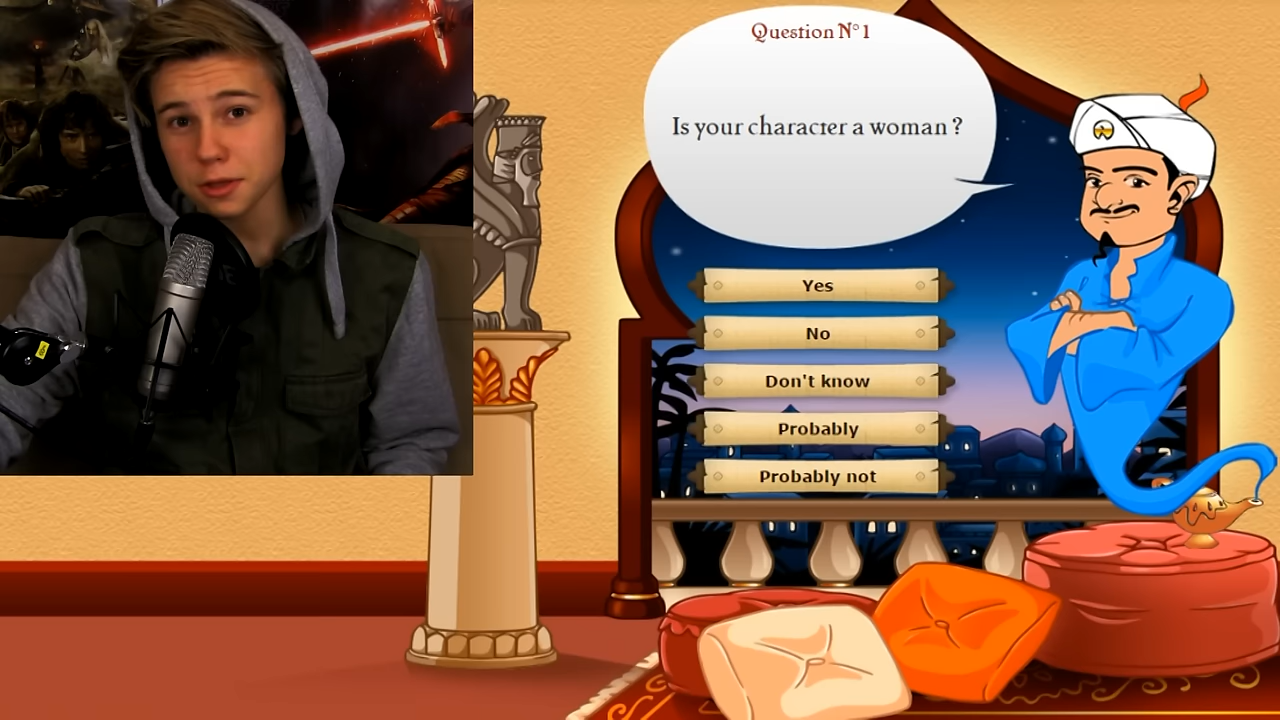 Question N° 1
Is your character a woman ?
Yes
No
Don't know
Probably
Probably not